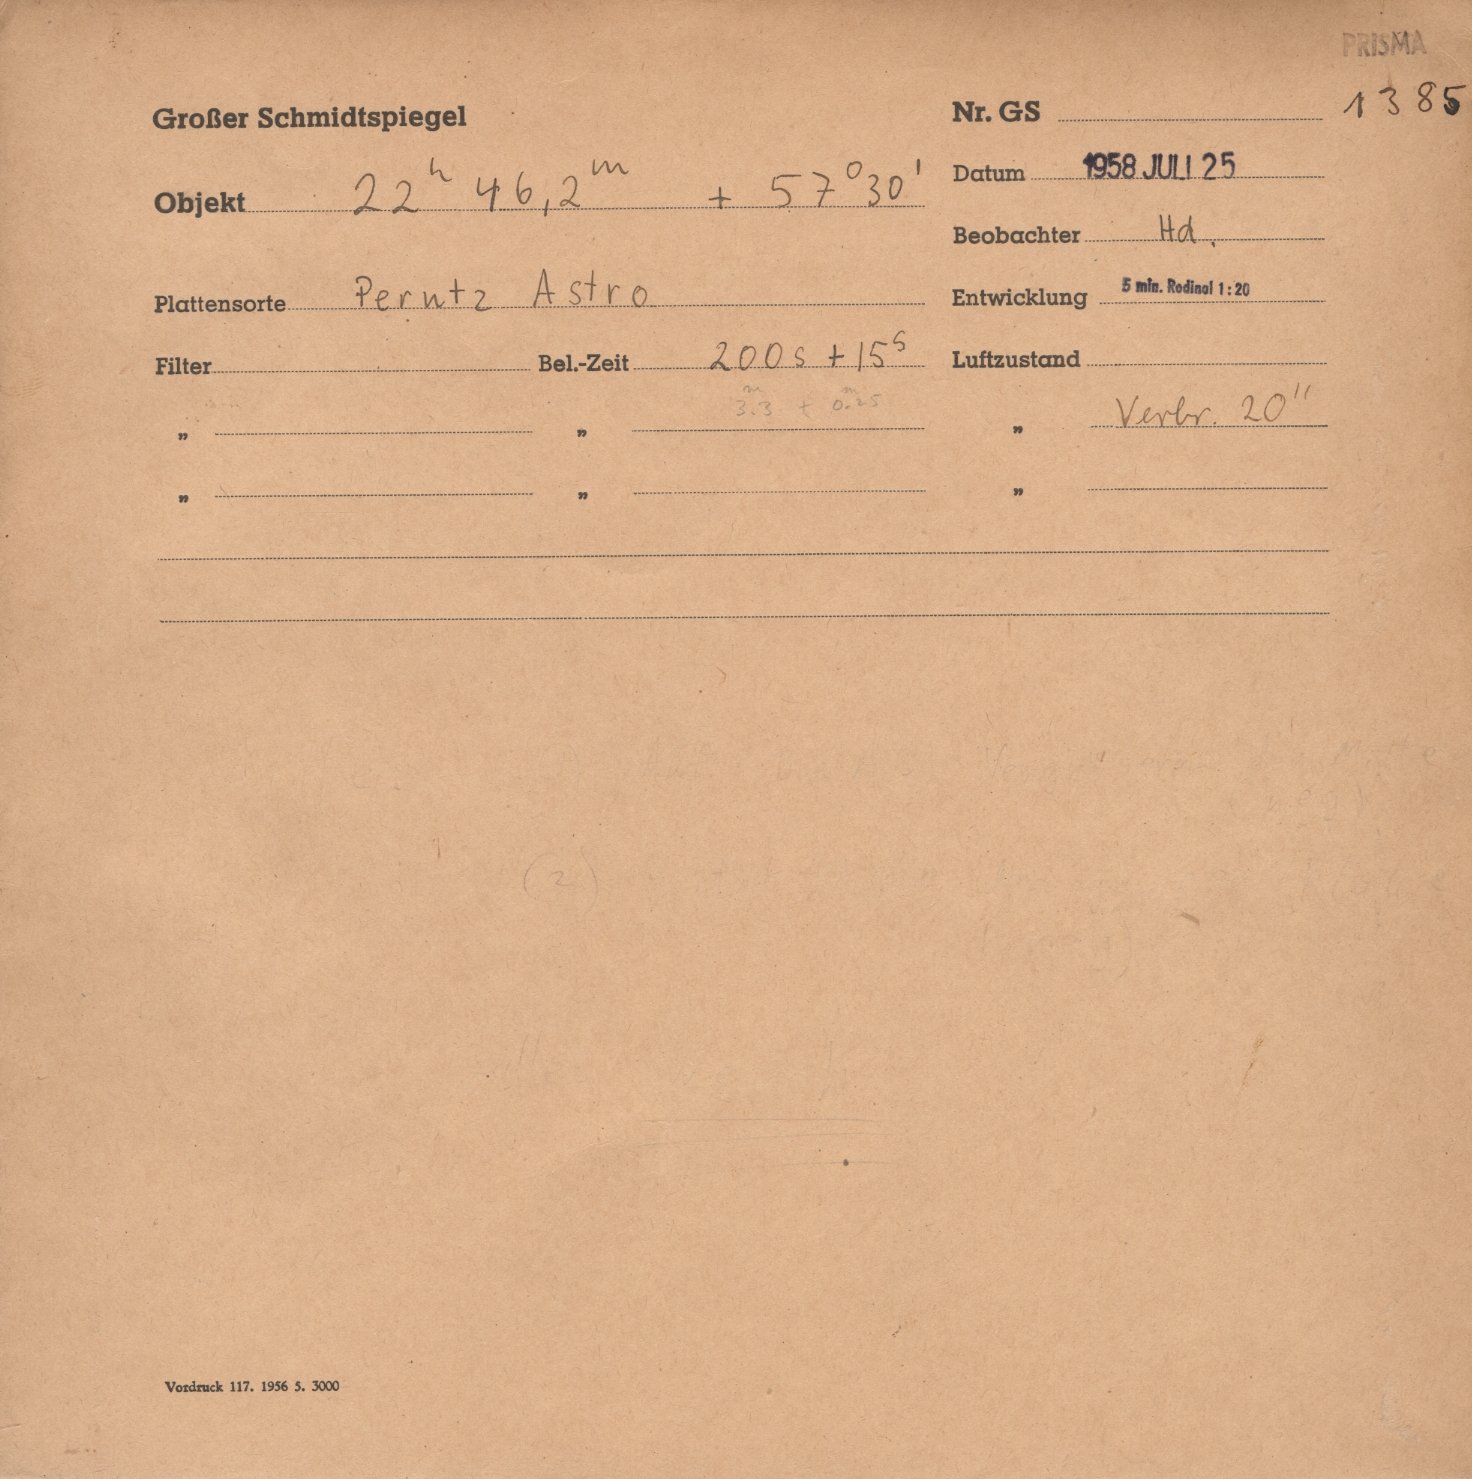 PRISMA
Großer Schmidtspiegel
Nr. GS 1385
Objekt 22ʰ 46,2ᵐ + 57°30'
Datum 1958 JULI 25
Beobachter Hd.
Plattensorte Perutz Astro
Entwicklung 5 min. Rodinal 1:20
Filter Bel.-Zeit 200s + 15ˢ Luftzustand
3.3ᵐ + 0.25ᵐ
„ „ „ Verbr. 20"
„ „ „
(2)
Vordruck 117. 1956 5. 3000